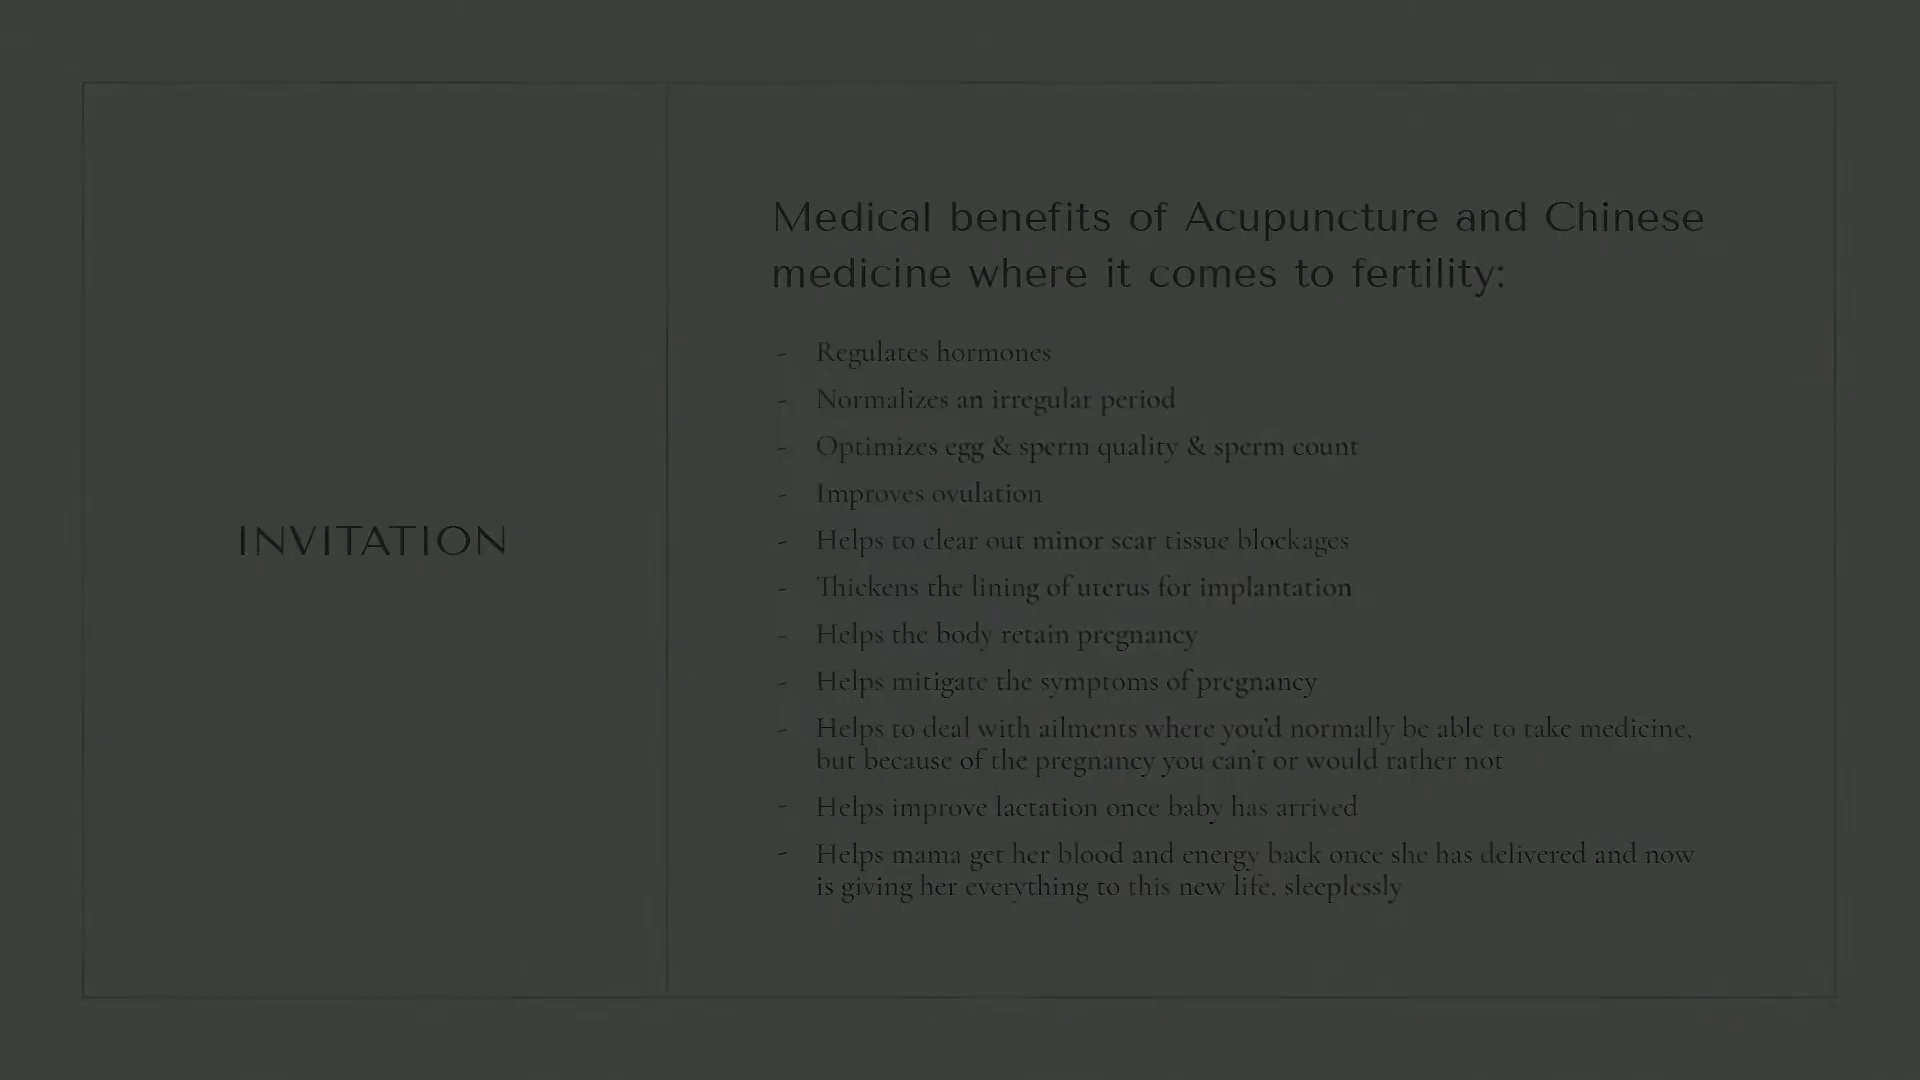 INVITATION
Medical benefits of Acupuncture and Chinese
medicine where it comes to fertility:
- Regulates hormones
- Normalizes an irregular period
- Optimizes egg & sperm quality & sperm count
- Improves ovulation
- Helps to clear out minor scar tissue blockages
- Thickens the lining of uterus for implantation
- Helps the body retain pregnancy
- Helps mitigate the symptoms of pregnancy
- Helps to deal with ailments where you'd normally be able to take medicine,
but because of the pregnancy you can't or would rather not
- Helps improve lactation once baby has arrived
- Helps mama get her blood and energy back once she has delivered and now
is giving her everything to this new life, sleeplessly